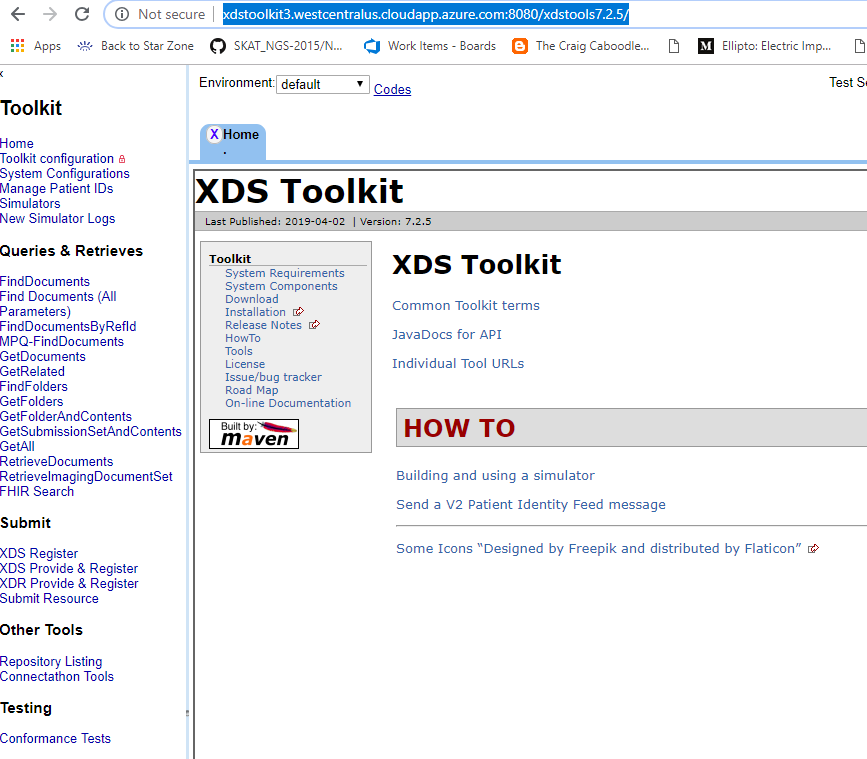 Not secure | xdstoolkit3.westcentralus.cloudapp.azure.com:8080/xdstools7.2.5/
Apps Back to Star Zone SKAT_NGS-2015/N... Work Items - Boards The Craig Caboodle... Ellipto: Electric Imp...
Toolkit
Home
Toolkit configuration
System Configurations
Manage Patient IDs
Simulators
New Simulator Logs
Queries & Retrieves
FindDocuments
Find Documents (All
Parameters)
FindDocumentsByRefId
MPQ-FindDocuments
GetDocuments
GetRelated
FindFolders
GetFolders
GetFolderAndContents
GetSubmissionSetAndContents
GetAll
RetrieveDocuments
RetrieveImagingDocumentSet
FHIR Search
Submit
XDS Register
XDS Provide & Register
XDR Provide & Register
Submit Resource
Other Tools
Repository Listing
Connectathon Tools
Testing
Conformance Tests
Environment: default Codes
Test Se
X Home
.
XDS Toolkit
Last Published: 2019-04-02 | Version: 7.2.5
Toolkit
System Requirements
System Components
Download
Installation
Release Notes
HowTo
Tools
License
Issue/bug tracker
Road Map
On-line Documentation
Built by:
maven
XDS Toolkit
Common Toolkit terms
JavaDocs for API
Individual Tool URLs
HOW TO
Building and using a simulator
Send a V2 Patient Identity Feed message
Some Icons “Designed by Freepik and distributed by Flaticon”